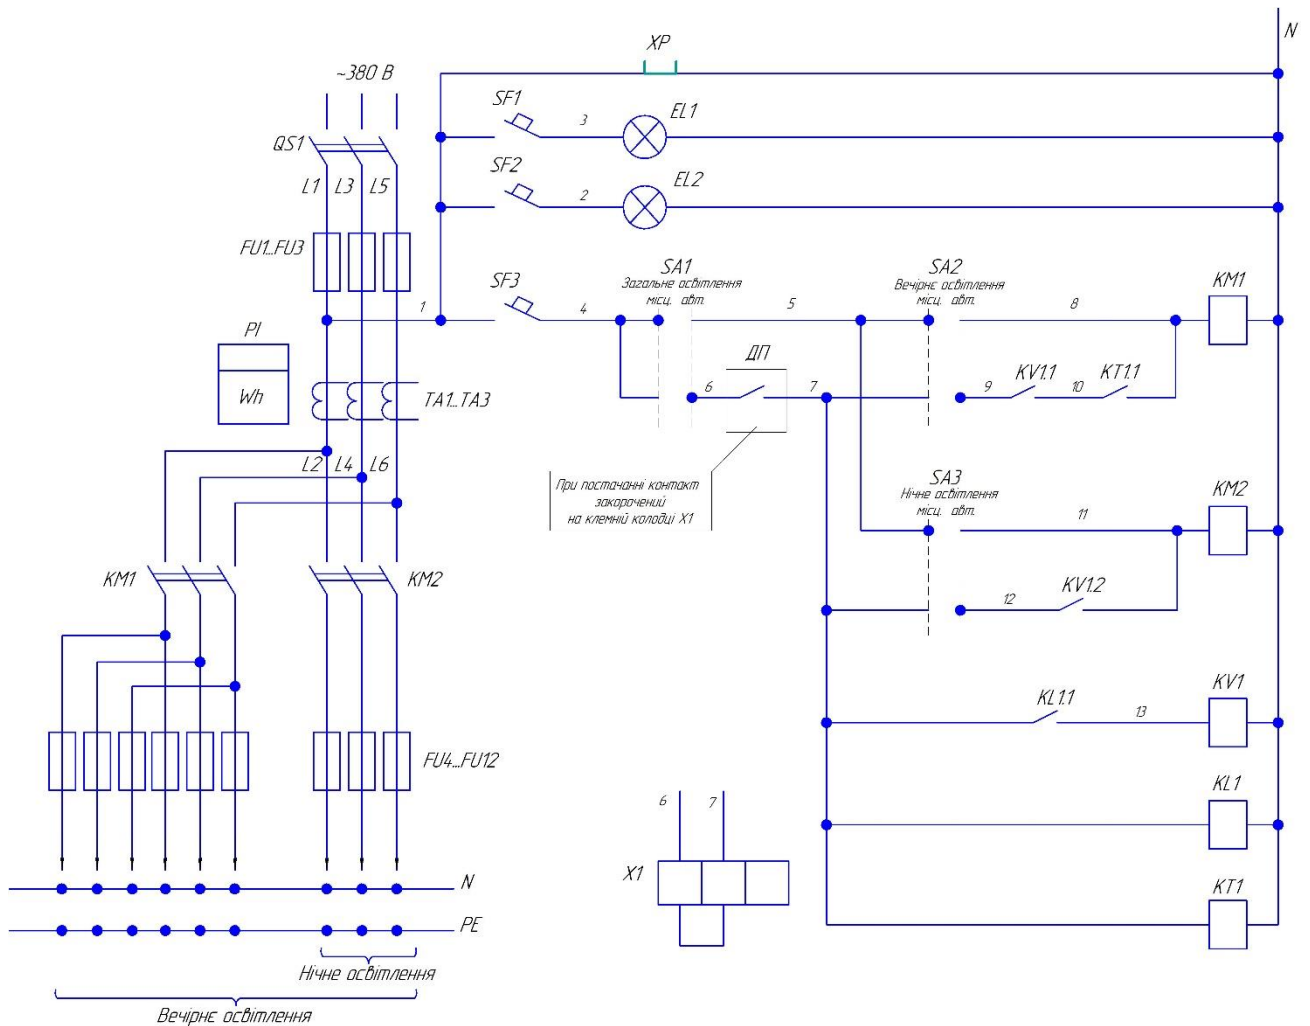 N
XP
~380 В
SF1
3
EL1
QS1
SF2
2
EL2
L1
L3
L5
FU1...FU3
SF3
SA1
Загальне освітлення
місц. авт.
SA2
Вечірнє освітлення
місц. авт.
KM1
1
4
5
8
PI
Wh
ТА1...ТА3
ДП
6
7
9
KV1.1
10
KT1.1
L2
L4
L6
При постачанні контакт
закорочений
на клемній колодці Х1
SA3
Нічне освітлення
місц. авт.
11
KM2
KM1
KM2
12
KV1.2
KL1.1
13
KV1
FU4...FU12
6
7
KL1
X1
KT1
N
PE
Нічне освітлення
Вечірнє освітлення